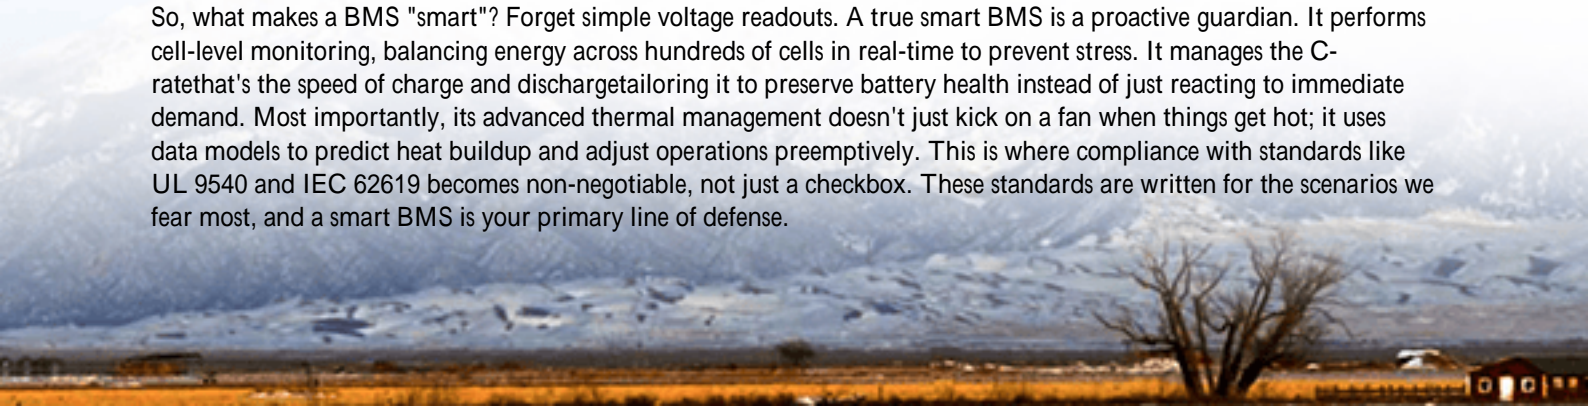 So, what makes a BMS "smart"? Forget simple voltage readouts. A true smart BMS is a proactive guardian. It performs
cell-level monitoring, balancing energy across hundreds of cells in real-time to prevent stress. It manages the C-
ratethat's the speed of charge and dischargetailoring it to preserve battery health instead of just reacting to immediate
demand. Most importantly, its advanced thermal management doesn't just kick on a fan when things get hot; it uses
data models to predict heat buildup and adjust operations preemptively. This is where compliance with standards like
UL 9540 and IEC 62619 becomes non-negotiable, not just a checkbox. These standards are written for the scenarios we
fear most, and a smart BMS is your primary line of defense.